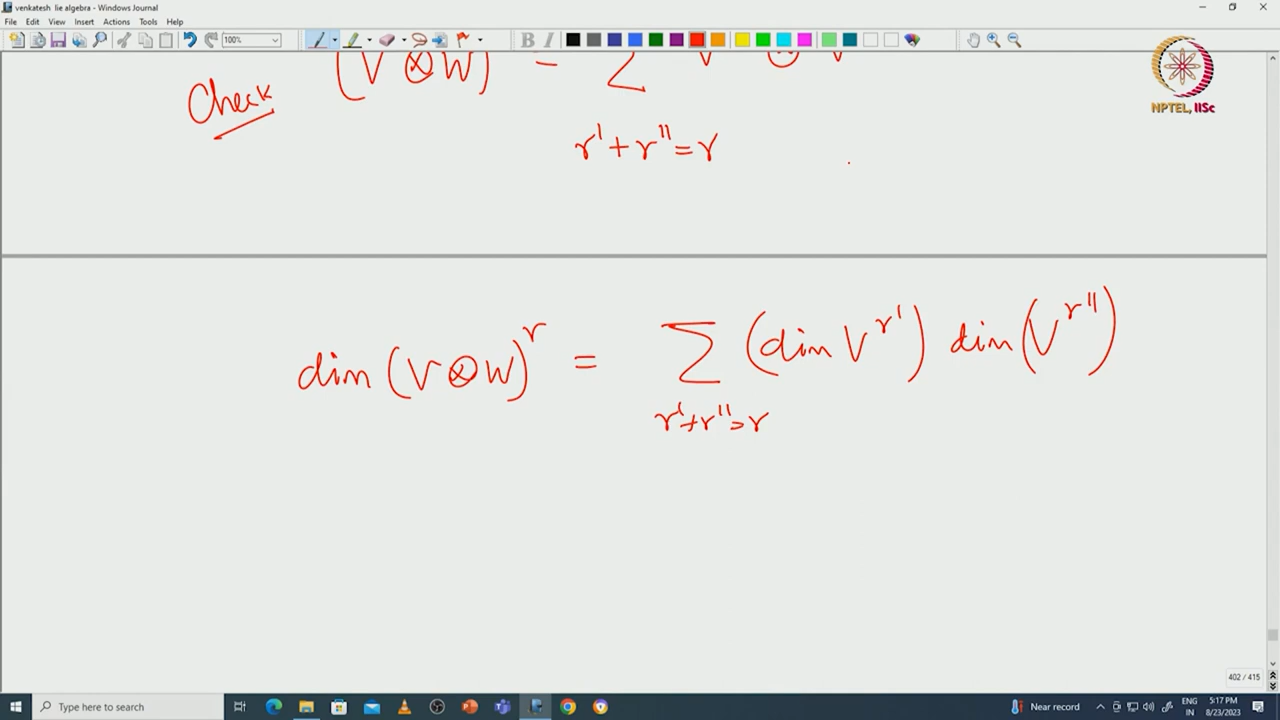 venkatesh lie algebra - Windows Journal
File Edit View Insert Actions Tools Help
100%
B I
NPTEL, IISc
Check (V ⊗ W) = ∑ V ⊗ V
r' + r'' = r
dim (V ⊗ W)^r = ∑ (dim V^{r'}) dim (V^{r''})
r' + r'' = r
402 / 415
Type here to search
Near record
ENG
IN
5:17 PM
8/23/2023